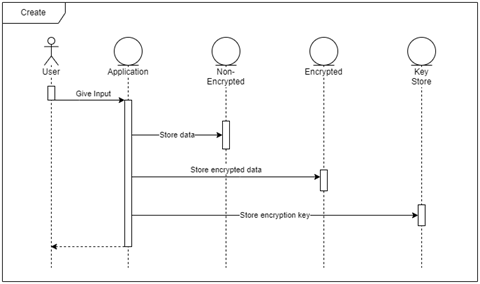 Create
User
Application
Non-
Encrypted
Encrypted
Key
Store
Give Input
Store data
Store encrypted data
Store encryption key